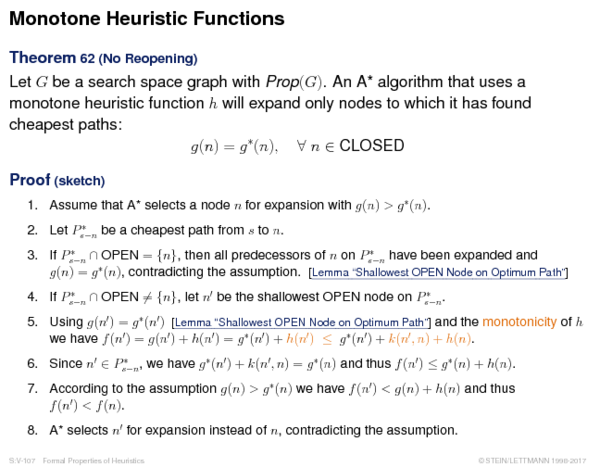 Monotone Heuristic Functions
Theorem 62 (No Reopening)
Let G be a search space graph with Prop(G). An A* algorithm that uses a
monotone heuristic function h will expand only nodes to which it has found
cheapest paths:
g(n) = g*(n), ∀ n ∈ CLOSED
Proof (sketch)
1. Assume that A* selects a node n for expansion with g(n) > g*(n).
2. Let P*ₛ₋ₙ be a cheapest path from s to n.
3. If P*ₛ₋ₙ ∩ OPEN = {n}, then all predecessors of n on P*ₛ₋ₙ have been expanded and
g(n) = g*(n), contradicting the assumption. [Lemma “Shallowest OPEN Node on Optimum Path”]
4. If P*ₛ₋ₙ ∩ OPEN ≠ {n}, let n′ be the shallowest OPEN node on P*ₛ₋ₙ.
5. Using g(n′) = g*(n′) [Lemma “Shallowest OPEN Node on Optimum Path”] and the monotonicity of h
we have f(n′) = g(n′) + h(n′) = g*(n′) + h(n′) ≤ g*(n′) + k(n′, n) + h(n).
6. Since n′ ∈ P*ₛ₋ₙ, we have g*(n′) + k(n′, n) = g*(n) and thus f(n′) ≤ g*(n) + h(n).
7. According to the assumption g(n) > g*(n) we have f(n′) < g(n) + h(n) and thus
f(n′) < f(n).
8. A* selects n′ for expansion instead of n, contradicting the assumption.
S:V-107 Formal Properties of Heuristics ©STEIN/LETTMANN 1998-2017